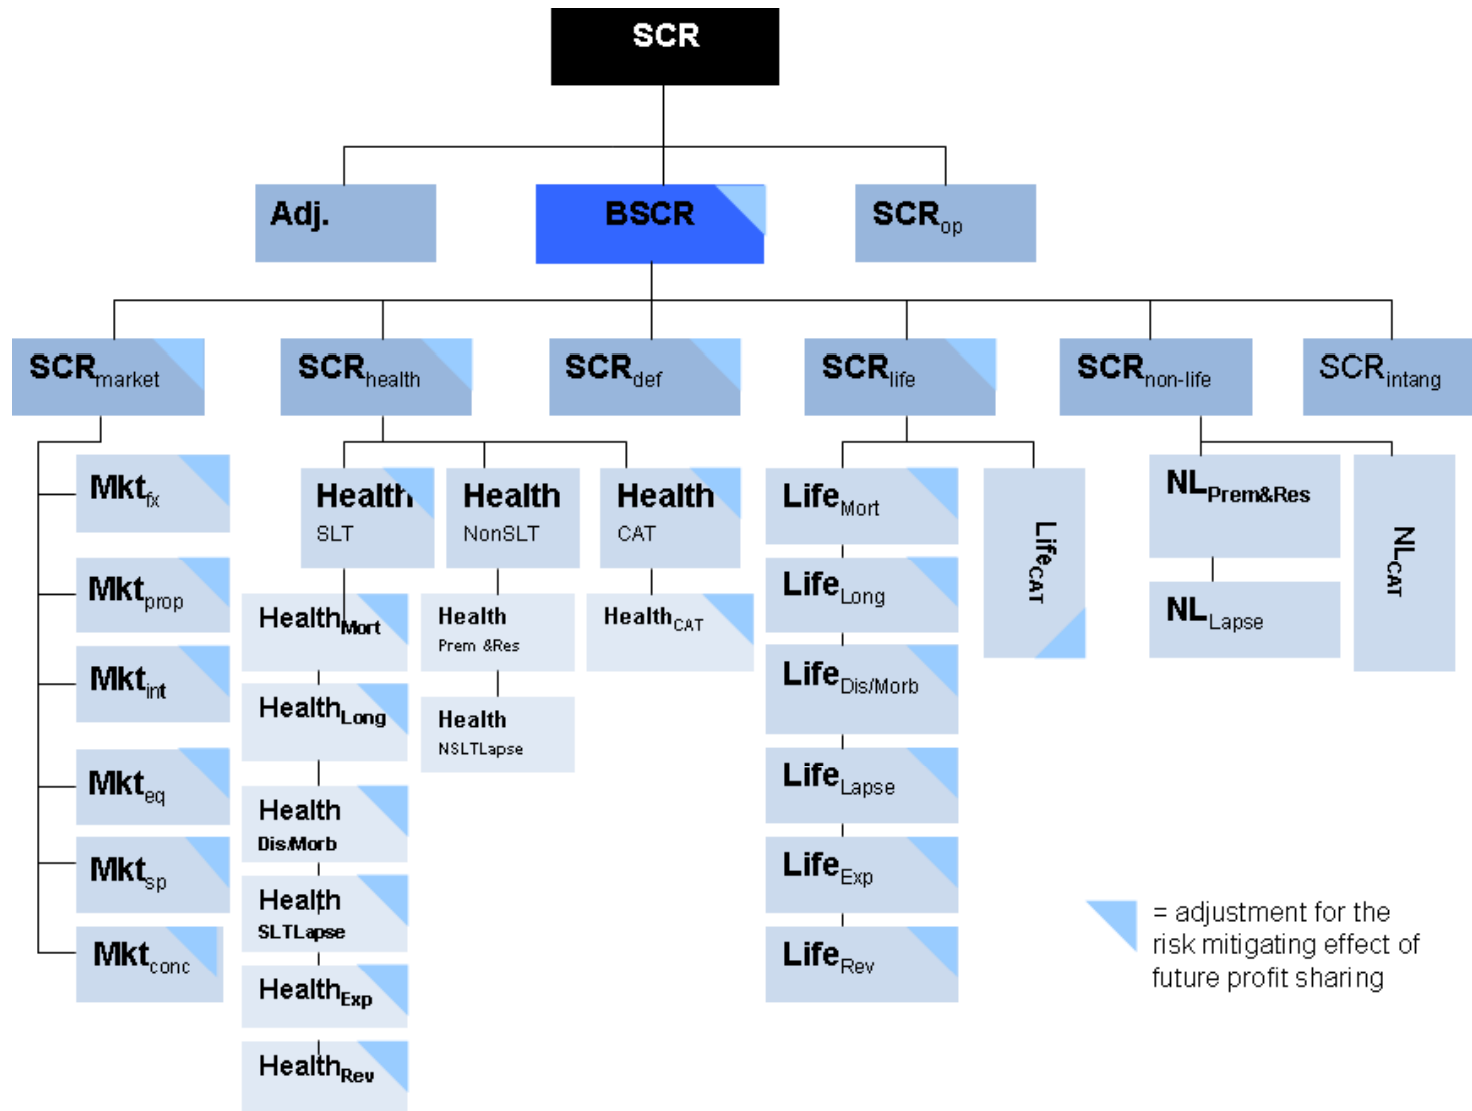 SCR
Adj.
BSCR
SCRop
SCRmarket
SCRhealth
SCRdef
SCRlife
SCRnon-life
SCRintang
Mktfx
Mktprop
Mktint
Mkteq
Mktsp
Mktconc
Health
SLT
Health
NonSLT
Health
CAT
HealthMort
HealthLong
Health
Dis/Morb
Health
SLTLapse
HealthExp
HealthRev
Health
Prem &Res
Health
NSLTLapse
HealthCAT
LifeMort
LifeLong
LifeDis/Morb
LifeLapse
LifeExp
LifeRev
LifeCAT
NLPrem&Res
NLLapse
NLCAT
= adjustment for the
risk mitigating effect of
future profit sharing